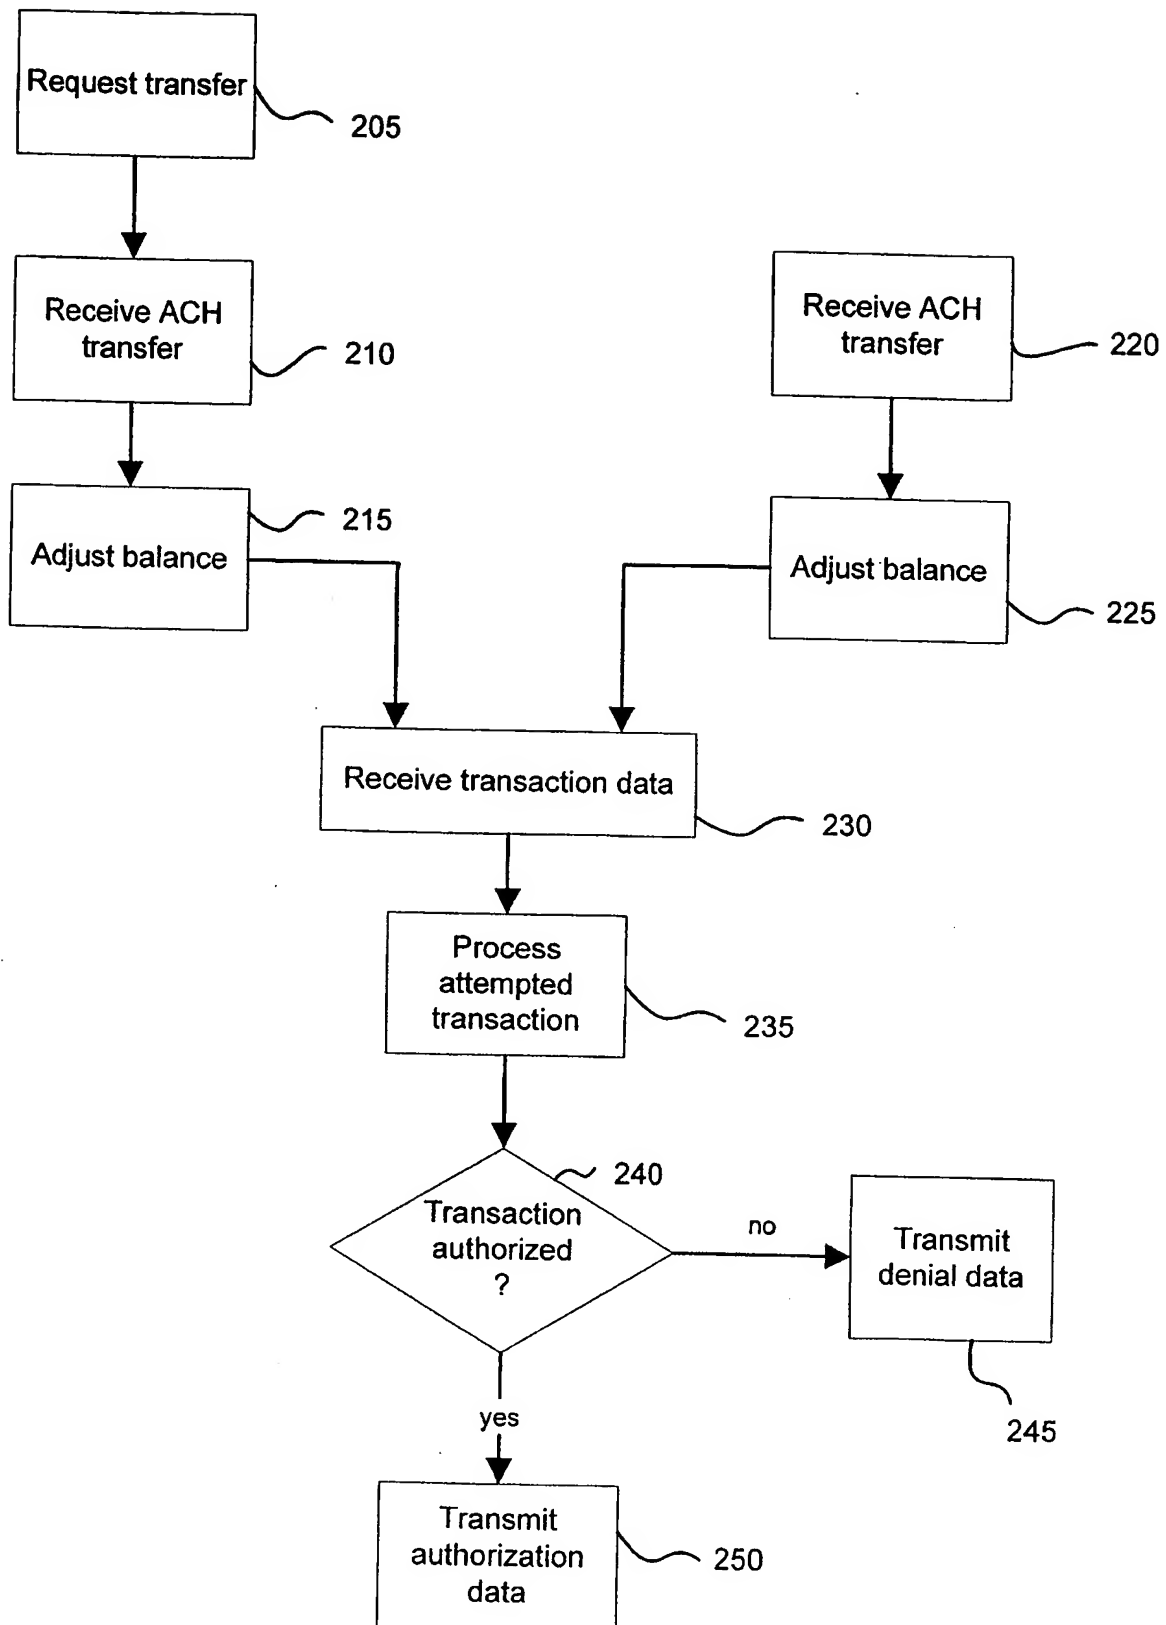 Request transfer
205
Receive ACH
transfer
210
Receive ACH
transfer
220
Adjust balance
215
Adjust balance
225
Receive transaction data
230
Process
attempted
transaction
235
240
Transaction
authorized
?
no
Transmit
denial data
245
yes
Transmit
authorization
data
250